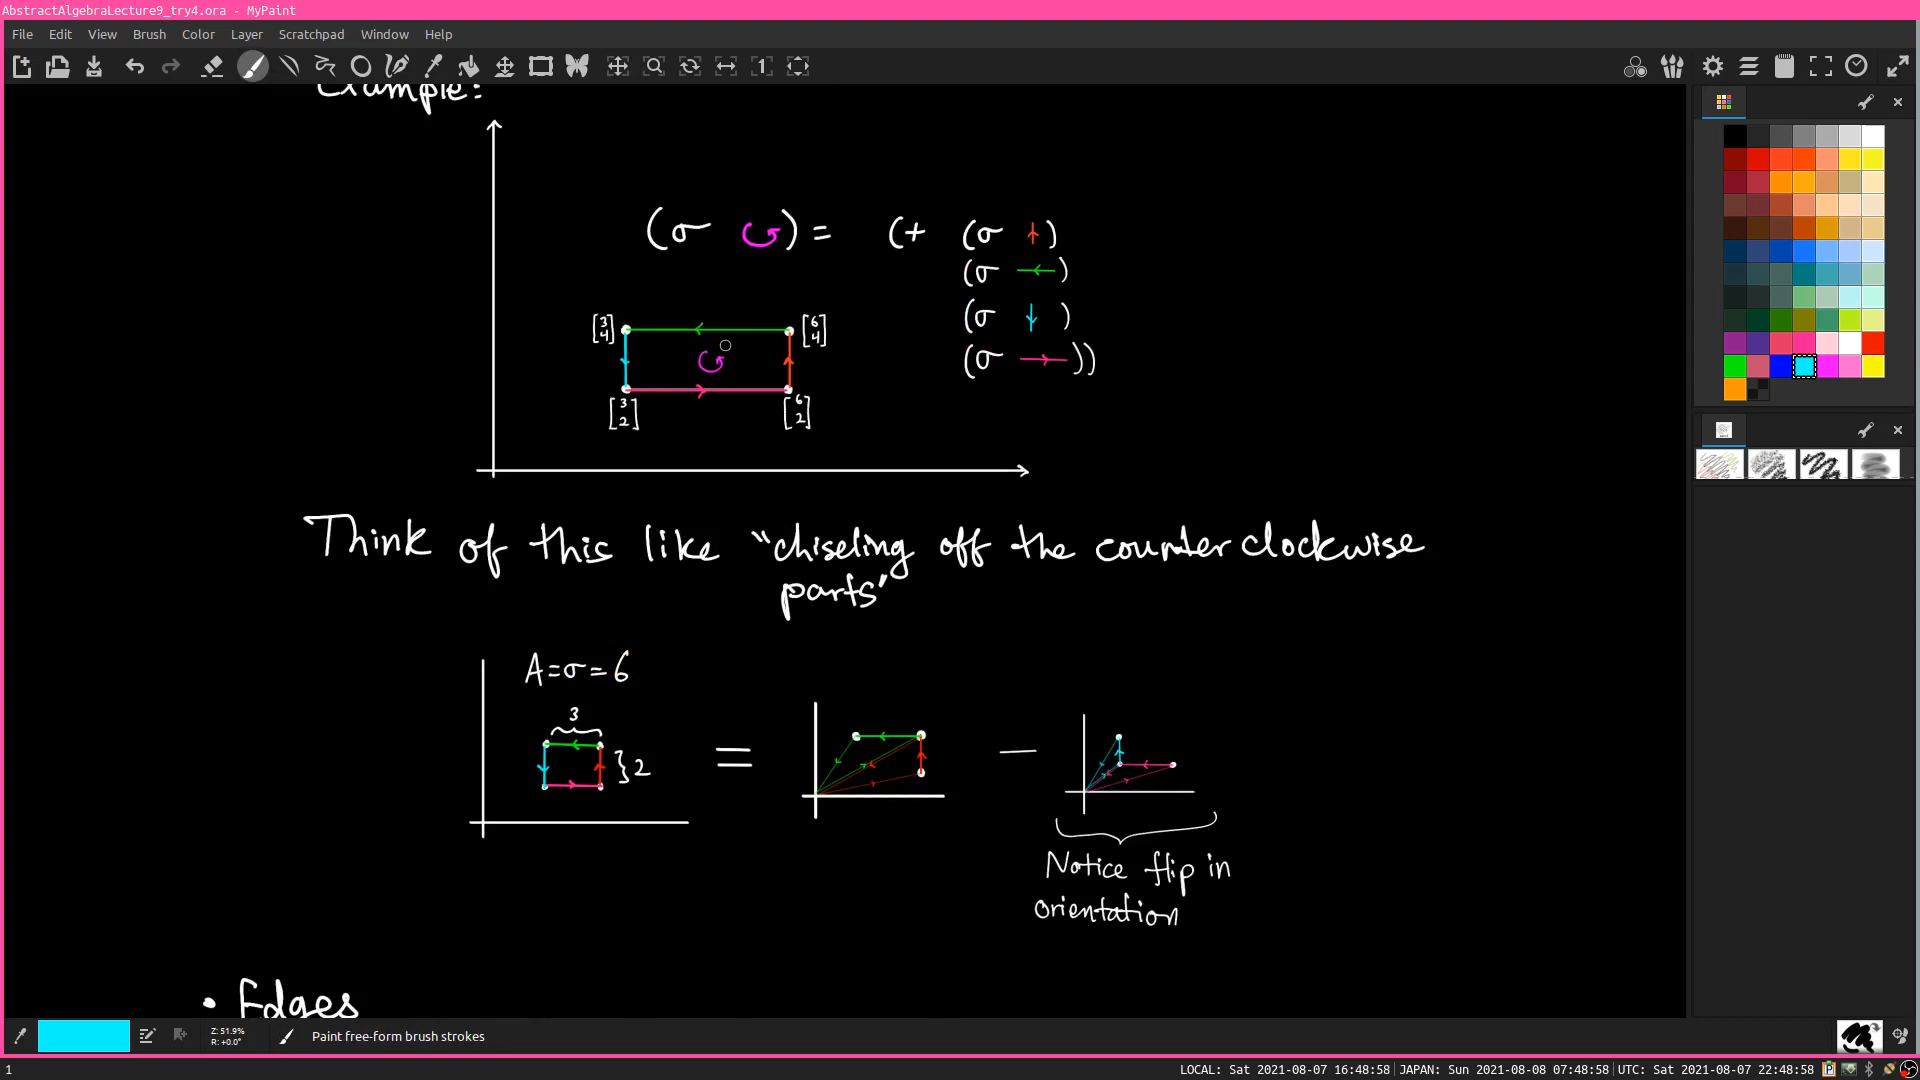 AbstractAlgebraLecture9_try4.ora - MyPaint
File Edit View Brush Color Layer Scratchpad Window Help
Example:
(σ ) = (+ (σ )
(σ )
(σ )
(σ ))
[3 4] [6 4]
[3 2] [6 2]
Think of this like "chiseling off the counterclockwise
parts"
A=σ=6
3
}2
= —
Notice flip in
orientation
• Edges
Z: 51.9%
R: +0.0°
Paint free-form brush strokes
1 LOCAL: Sat 2021-08-07 16:48:58 | JAPAN: Sun 2021-08-08 07:48:58 | UTC: Sat 2021-08-07 22:48:58